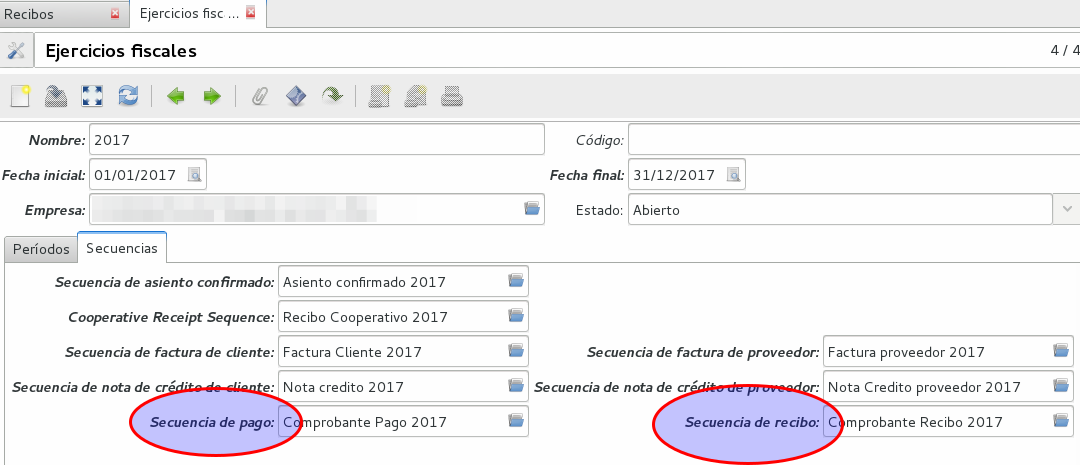 Recibos Ejercicios fisc ...
Ejercicios fiscales 4 / 4
Nombre: 2017 Código:
Fecha inicial: 01/01/2017 Fecha final: 31/12/2017
Empresa: Estado: Abierto
Períodos Secuencias
Secuencia de asiento confirmado: Asiento confirmado 2017
Cooperative Receipt Sequence: Recibo Cooperativo 2017
Secuencia de factura de cliente: Factura Cliente 2017 Secuencia de factura de proveedor: Factura proveedor 2017
Secuencia de nota de crédito de cliente: Nota credito 2017 Secuencia de nota de crédito de proveedor: Nota Credito proveedor 2017
Secuencia de pago: Comprobante Pago 2017 Secuencia de recibo: Comprobante Recibo 2017